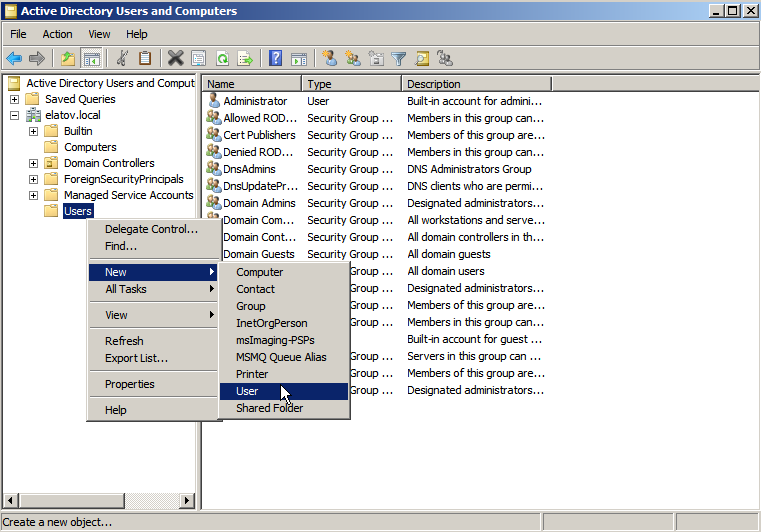 Active Directory Users and Computers
File Action View Help
Active Directory Users and Comput
Saved Queries
elatov.local
Builtin
Computers
Domain Controllers
ForeignSecurityPrincipals
Managed Service Accounts
Users
Name Type Description
Administrator User Built-in account for admini...
Allowed ROD... Security Group ... Members in this group can...
Cert Publishers Security Group ... Members of this group are...
Denied ROD... Security Group ... Members in this group can...
DnsAdmins Security Group ... DNS Administrators Group
DnsUpdatePr... Security Group ... DNS clients who are permi...
Domain Admins Security Group ... Designated administrators...
Domain Com... Security Group ... All workstations and serve...
Domain Cont... Security Group ... All domain controllers in th...
Domain Guests Security Group ... All domain guests
Group ... All domain users
Group ... Designated administrators...
Group ... Members of this group are...
Group ... Members in this group can...
Built-in account for guest ...
Group ... Servers in this group can ...
Group ... Members of this group are...
Group ... Designated administrators...
Delegate Control...
Find...
New
All Tasks
View
Refresh
Export List...
Properties
Help
Computer
Contact
Group
InetOrgPerson
msImaging-PSPs
MSMQ Queue Alias
Printer
User
Shared Folder
Create a new object...